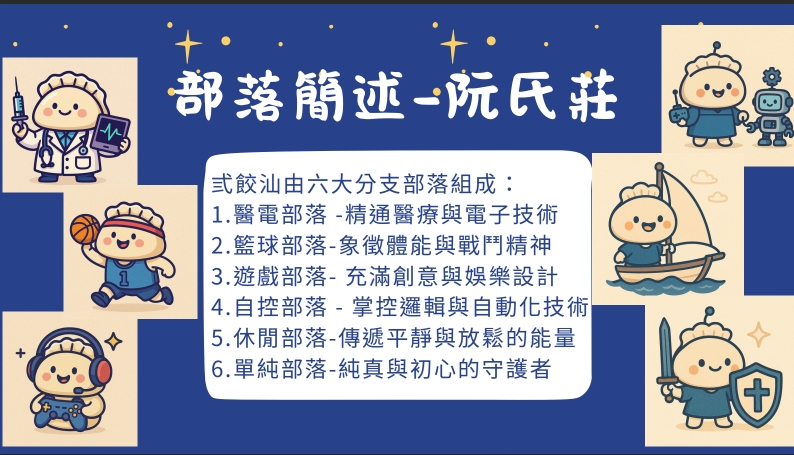 部落簡述-阮氏莊
弎餃汕由六大分支部落組成：
1.醫電部落 -精通醫療與電子技術
2.籃球部落-象徵體能與戰鬥精神
3.遊戲部落- 充滿創意與娛樂設計
4.自控部落 - 掌控邏輯與自動化技術
5.休閒部落-傳遞平靜與放鬆的能量
6.單純部落-純真與初心的守護者
1